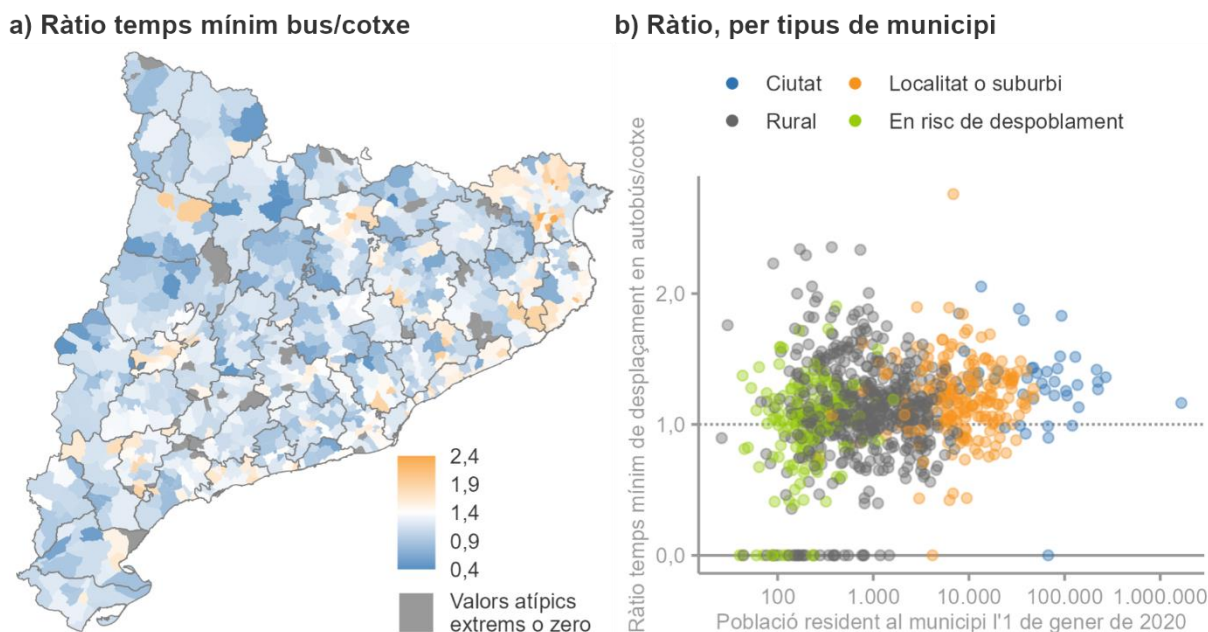 a) Ràtio temps mínim bus/cotxe
2,4
1,9
1,4
0,9
0,4
Valors atípics
extrems o zero
b) Ràtio, per tipus de municipi
Ciutat
Localitat o suburbi
Rural
En risc de despoblament
Ràtio temps mínim de desplaçament en autobús/cotxe
2,0
1,0
0,0
100
1.000
10.000
100.000
1.000.000
Població resident al municipi l'1 de gener de 2020